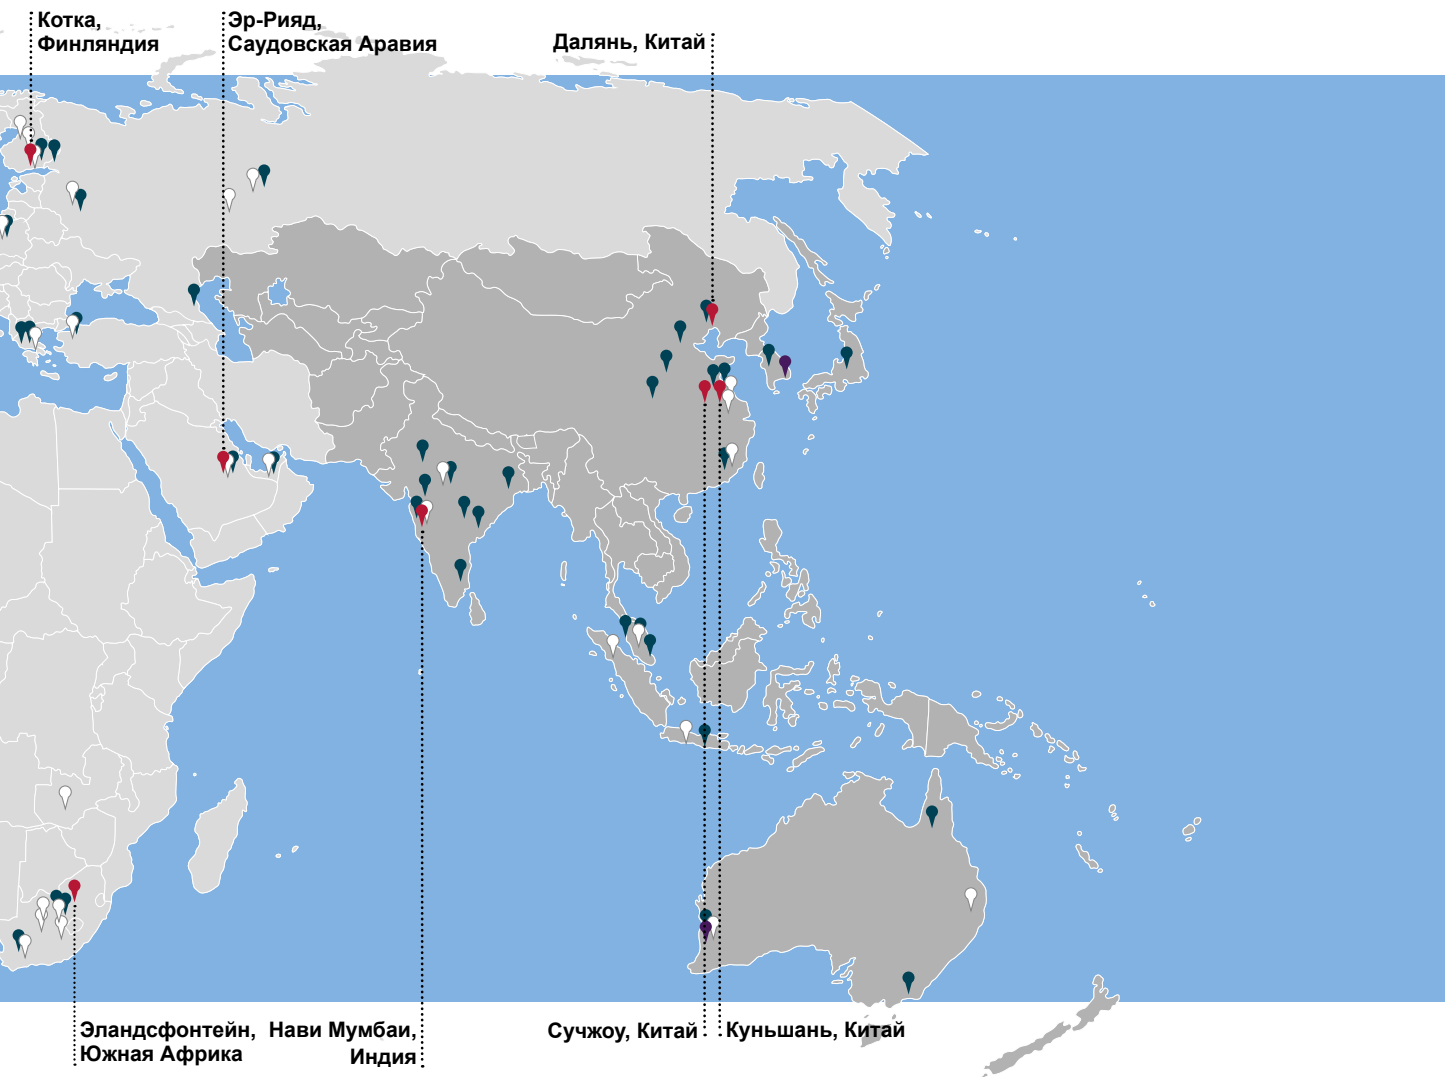 Котка,
Финляндия
Эр-Рияд,
Саудовская Аравия
Далянь, Китай
Эландсфонтейн,
Южная Африка
Нави Мумбаи,
Индия
Сучжоу, Китай
Куньшань, Китай